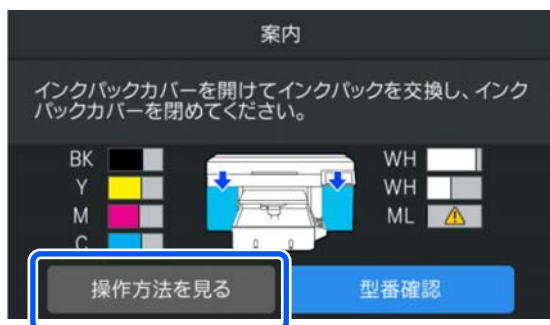 案内
インクパックカバーを開けてインクパックを交換し、インク
パックカバーを閉めてください。
BK
Y
M
C
WH
WH
ML
操作方法を見る
型番確認